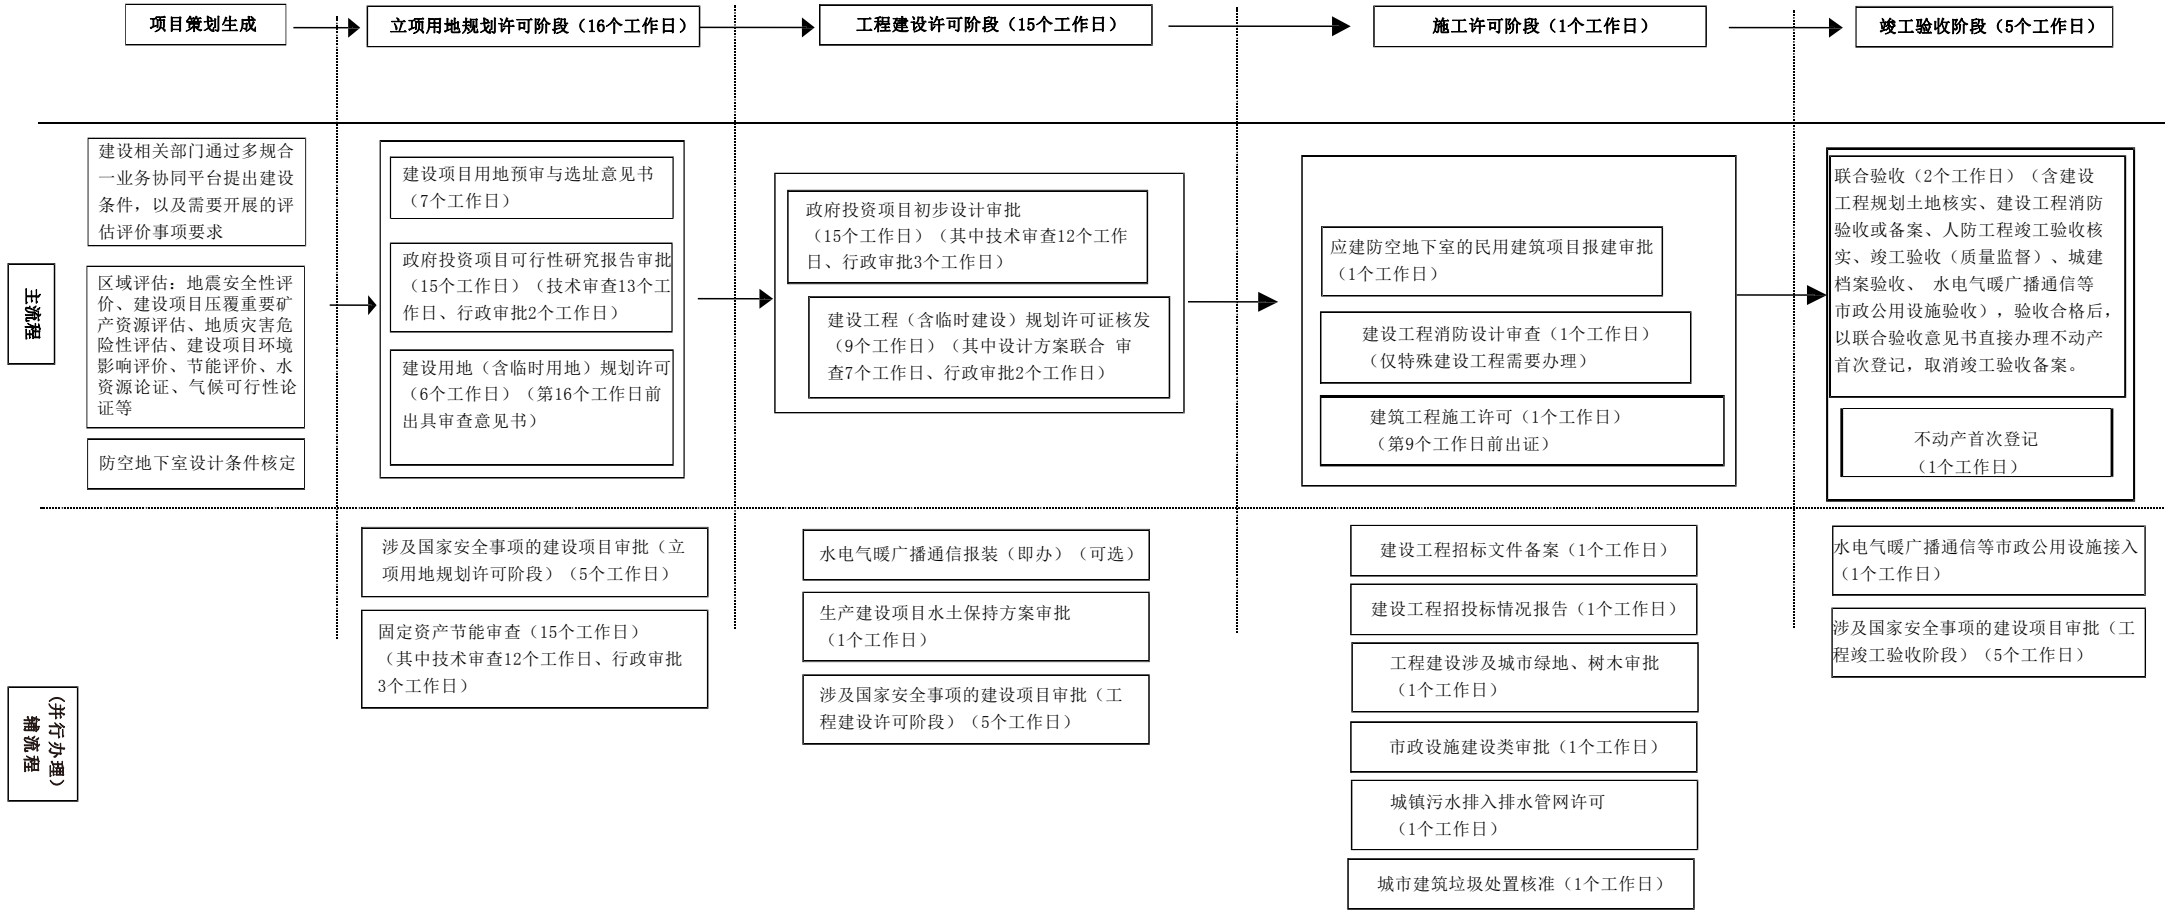 项目策划生成
立项用地规划许可阶段（16个工作日）
工程建设许可阶段（15个工作日）
施工许可阶段（1个工作日）
竣工验收阶段（5个工作日）
主流程
建设相关部门通过多规合
一业务协同平台提出建设
条件，以及需要开展的评
估评价事项要求
区域评估：地震安全性评
价、建设项目压覆重要矿
产资源评估、地质灾害危
险性评估、建设项目环境
影响评价、节能评价、水
资源论证、气候可行性论
证等
防空地下室设计条件核定
建设项目用地预审与选址意见书
（7个工作日）
政府投资项目可行性研究报告审批
（15个工作日）（技术审查13个工
作日、行政审批2个工作日）
建设用地（含临时用地）规划许可
（6个工作日）（第16个工作日前
出具审查意见书）
政府投资项目初步设计审批
（15个工作日）（其中技术审查12个工作
日、行政审批3个工作日）
建设工程（含临时建设）规划许可证核发
（9个工作日）（其中设计方案联合 审
查7个工作日、行政审批2个工作日）
应建防空地下室的民用建筑项目报建审批
（1个工作日）
建设工程消防设计审查（1个工作日）
（仅特殊建设工程需要办理）
建筑工程施工许可（1个工作日）
（第9个工作日前出证）
联合验收（2个工作日）（含建设
工程规划土地核实、建设工程消防
验收或备案、人防工程竣工验收核
实、竣工验收（质量监督）、城建
档案验收、 水电气暖广播通信等
市政公用设施验收），验收合格后，
以联合验收意见书直接办理不动产
首次登记，取消竣工验收备案。
不动产首次登记
（1个工作日）
（并行办理）
辅流程
涉及国家安全事项的建设项目审批（立
项用地规划许可阶段）（5个工作日）
固定资产节能审查（15个工作日）
（其中技术审查12个工作日、行政审批
3个工作日）
水电气暖广播通信报装（即办）（可选）
生产建设项目水土保持方案审批
（1个工作日）
涉及国家安全事项的建设项目审批（工
程建设许可阶段）（5个工作日）
建设工程招标文件备案（1个工作日）
建设工程招投标情况报告（1个工作日）
工程建设涉及城市绿地、树木审批
（1个工作日）
市政设施建设类审批（1个工作日）
城镇污水排入排水管网许可
（1个工作日）
城市建筑垃圾处置核准（1个工作日）
水电气暖广播通信等市政公用设施接入
（1个工作日）
涉及国家安全事项的建设项目审批（工
程竣工验收阶段）（5个工作日）